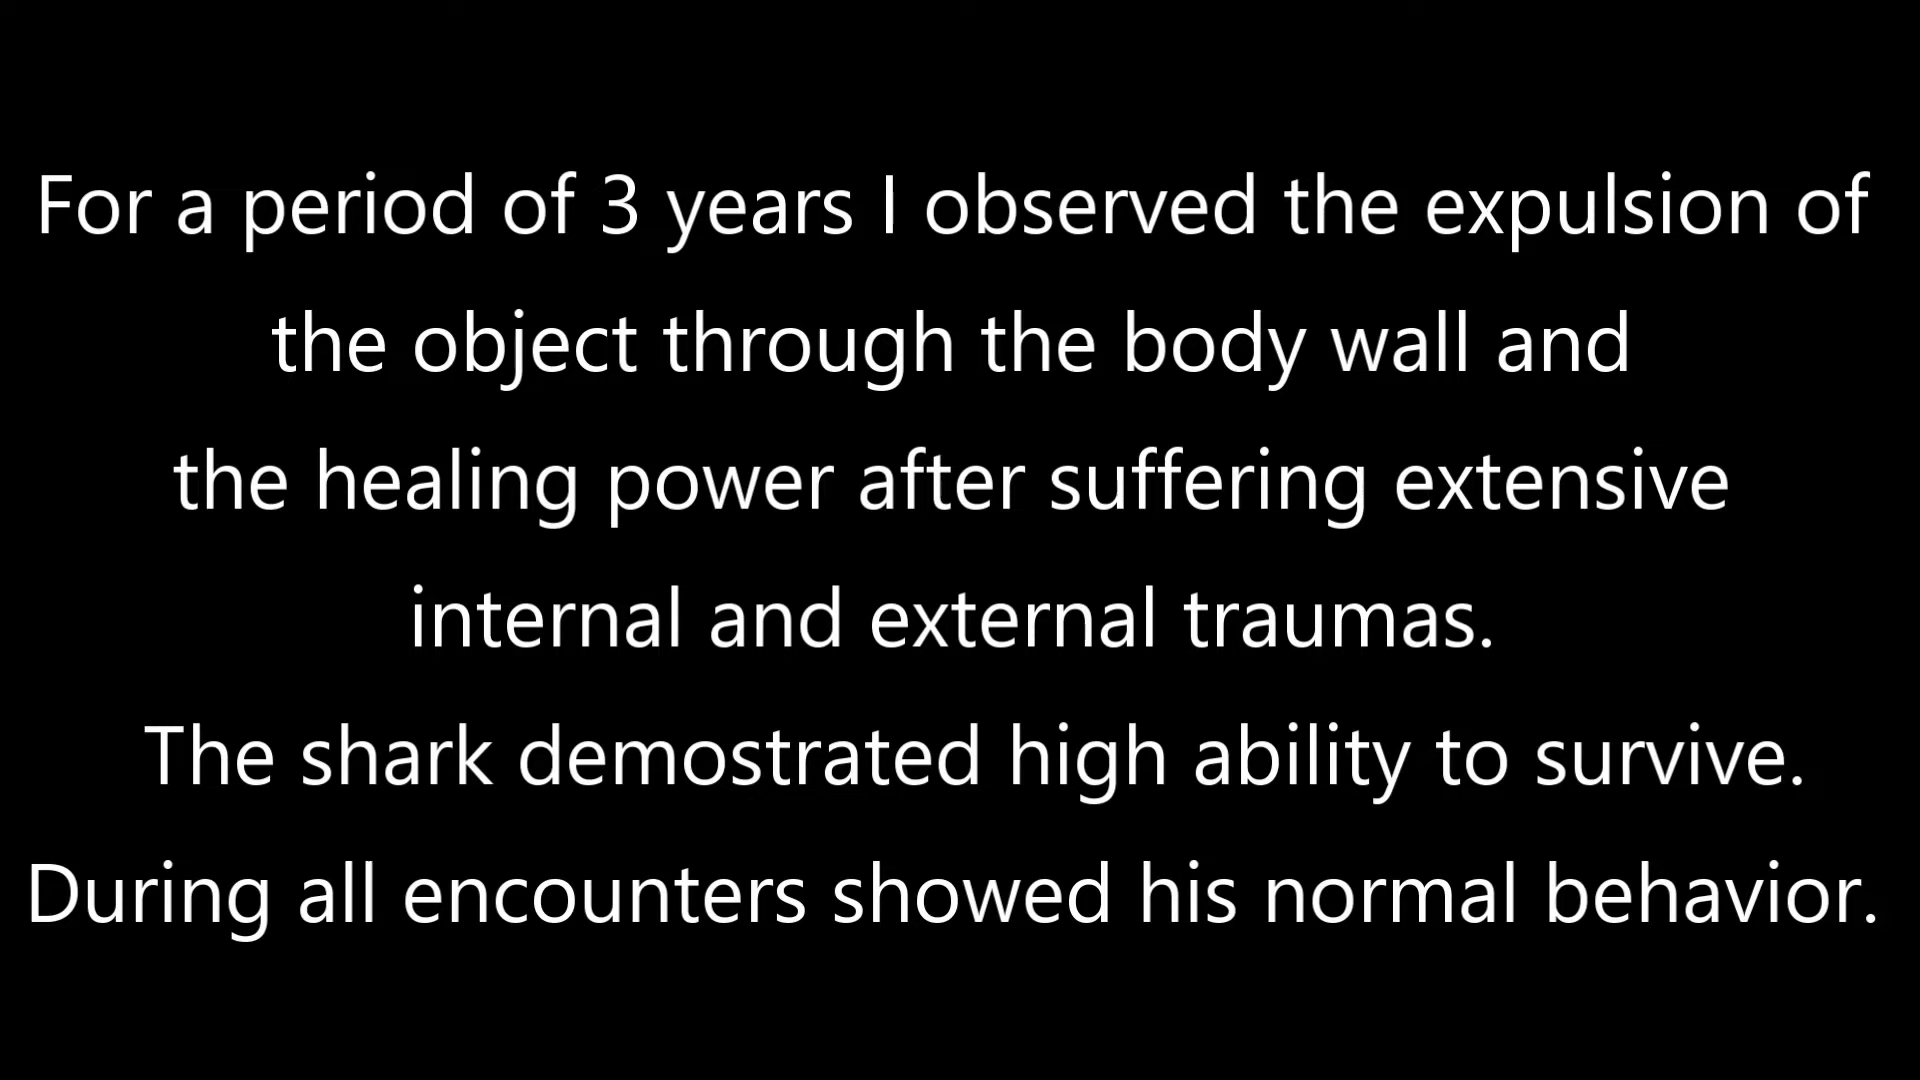 For a period of 3 years I observed the expulsion of
the object through the body wall and
the healing power after suffering extensive
internal and external traumas.
The shark demostrated high ability to survive.
During all encounters showed his normal behavior.